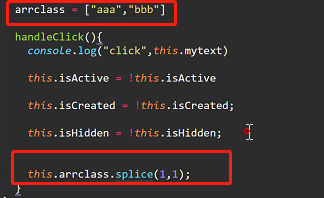 arrclass = ["aaa","bbb"]
handleClick(){
console.log("click",this.mytext)
this.isActive = !this.isActive
this.isCreated = !this.isCreated;
this.isHidden = !this.isHidden;
this.arrclass.splice(1,1);
}